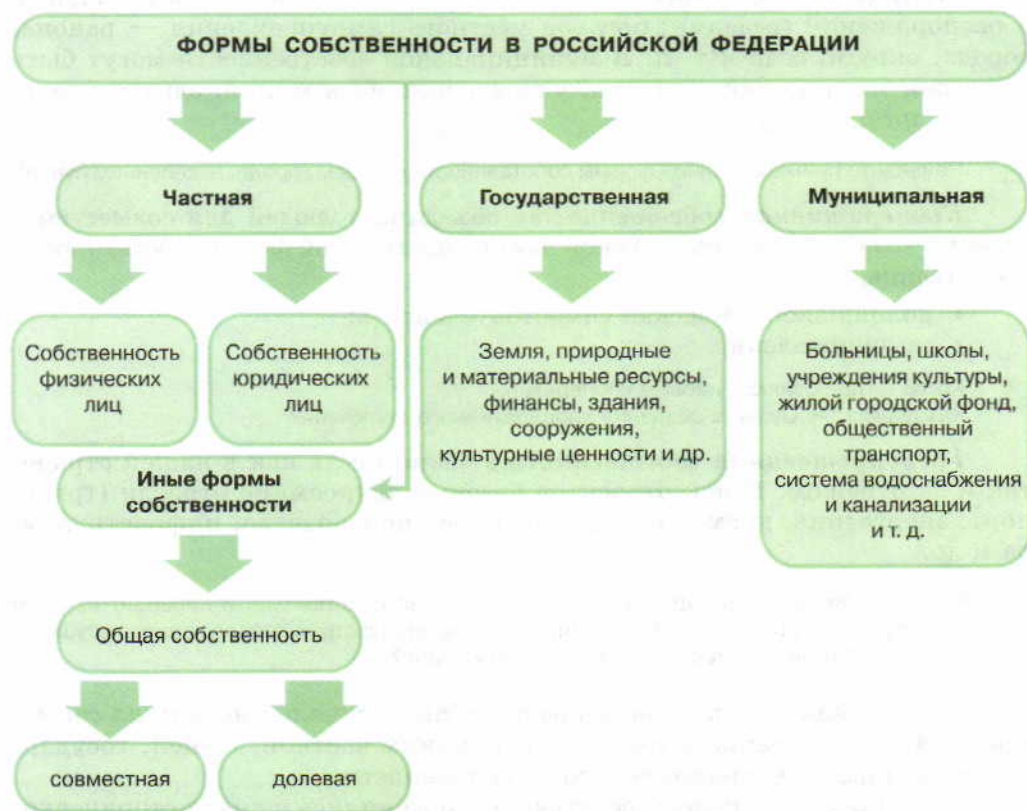 ФОРМЫ СОБСТВЕННОСТИ В РОССИЙСКОЙ ФЕДЕРАЦИИ
Частная
Государственная
Муниципальная
Собственность
физических
лиц
Собственность
юридических
лиц
Земля, природные
и материальные ресурсы,
финансы, здания,
сооружения,
культурные ценности и др.
Больницы, школы,
учреждения культуры,
жилой городской фонд,
общественный
транспорт,
система водоснабжения
и канализации
и т. д.
Иные формы
собственности
Общая собственность
совместная
долевая